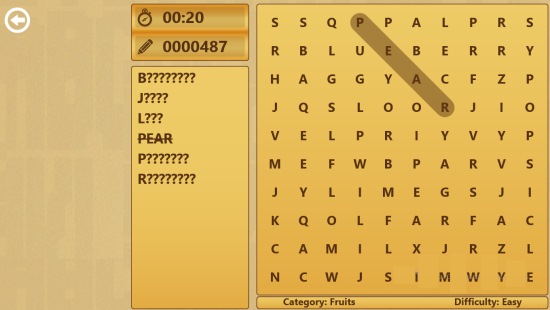 00:20
0000487
B????????
J????
L???
PEAR
P???????
R????????
S S Q P P A L P R S
R B L U E B E R R Y
H A G G Y A C F Z P
J Q S L O O R J I O
V E L P R I Y V Y P
M E F W B P A R V S
J Y L I M E G S J I
K Q O L F A R F A C
C A M I L X J R Z L
N C W J S I M W Y E
Category: Fruits
Difficulty: Easy